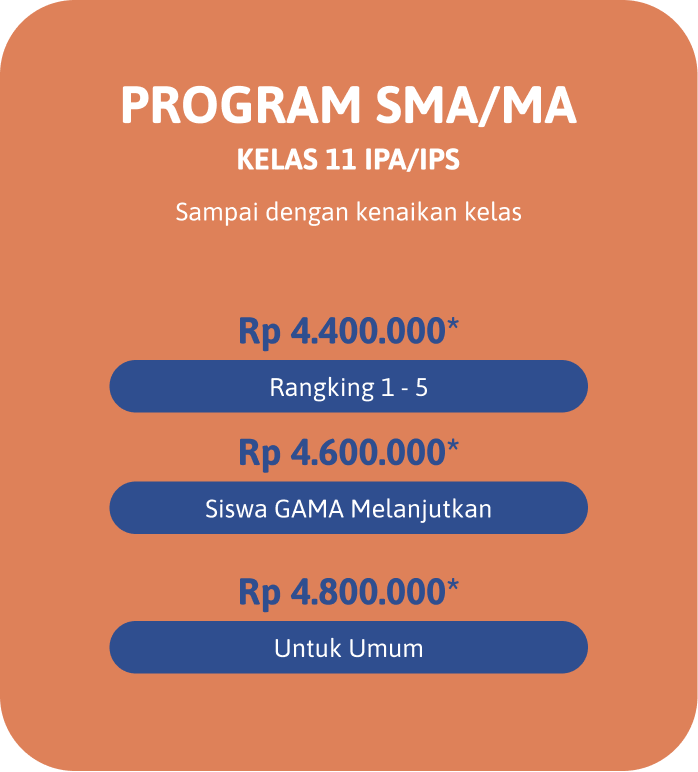 PROGRAM SMA/MA
KELAS 11 IPA/IPS
Sampai dengan kenaikan kelas
Rp 4.400.000*
Rangking 1 - 5
Rp 4.600.000*
Siswa GAMA Melanjutkan
Rp 4.800.000*
Untuk Umum